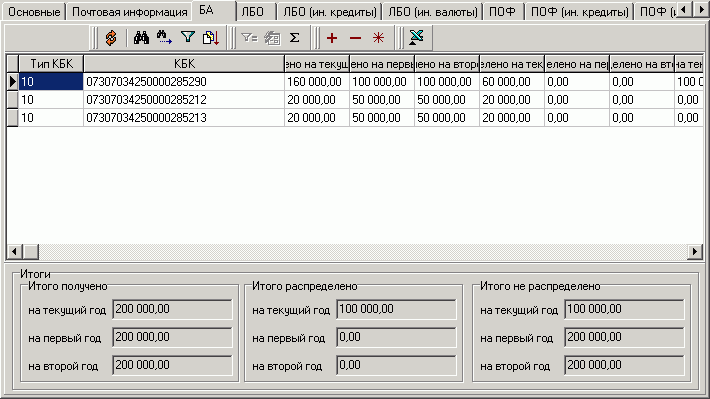 Основные Почтовая информация БА ЛБО ЛБО (ин. кредиты) ЛБО (ин. валюты) ПОФ ПОФ (ин. кредиты) ПОФ (и
Тип КБК КБК ено на текущ ено на первы ено на второ елено на тек елено на пер делено на вто на тек
10 07307034250000285290 160 000,00 100 000,00 100 000,00 60 000,00 0,00 0,00 100 0
10 07307034250000285212 20 000,00 50 000,00 50 000,00 20 000,00 0,00 0,00 0,00
10 07307034250000285213 20 000,00 50 000,00 50 000,00 20 000,00 0,00 0,00 0,00
Итоги
Итого получено Итого распределено Итого не распределено
на текущий год 200 000,00 на текущий год 100 000,00 на текущий год 100 000,00
на первый год 200 000,00 на первый год 0,00 на первый год 200 000,00
на второй год 200 000,00 на второй год 0,00 на второй год 200 000,00